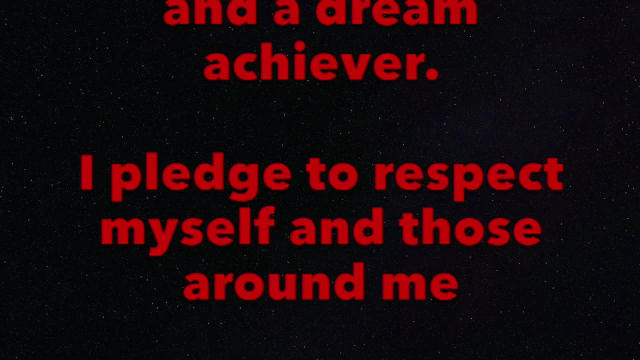 and a dream
achiever.
I pledge to respect
myself and those
around me